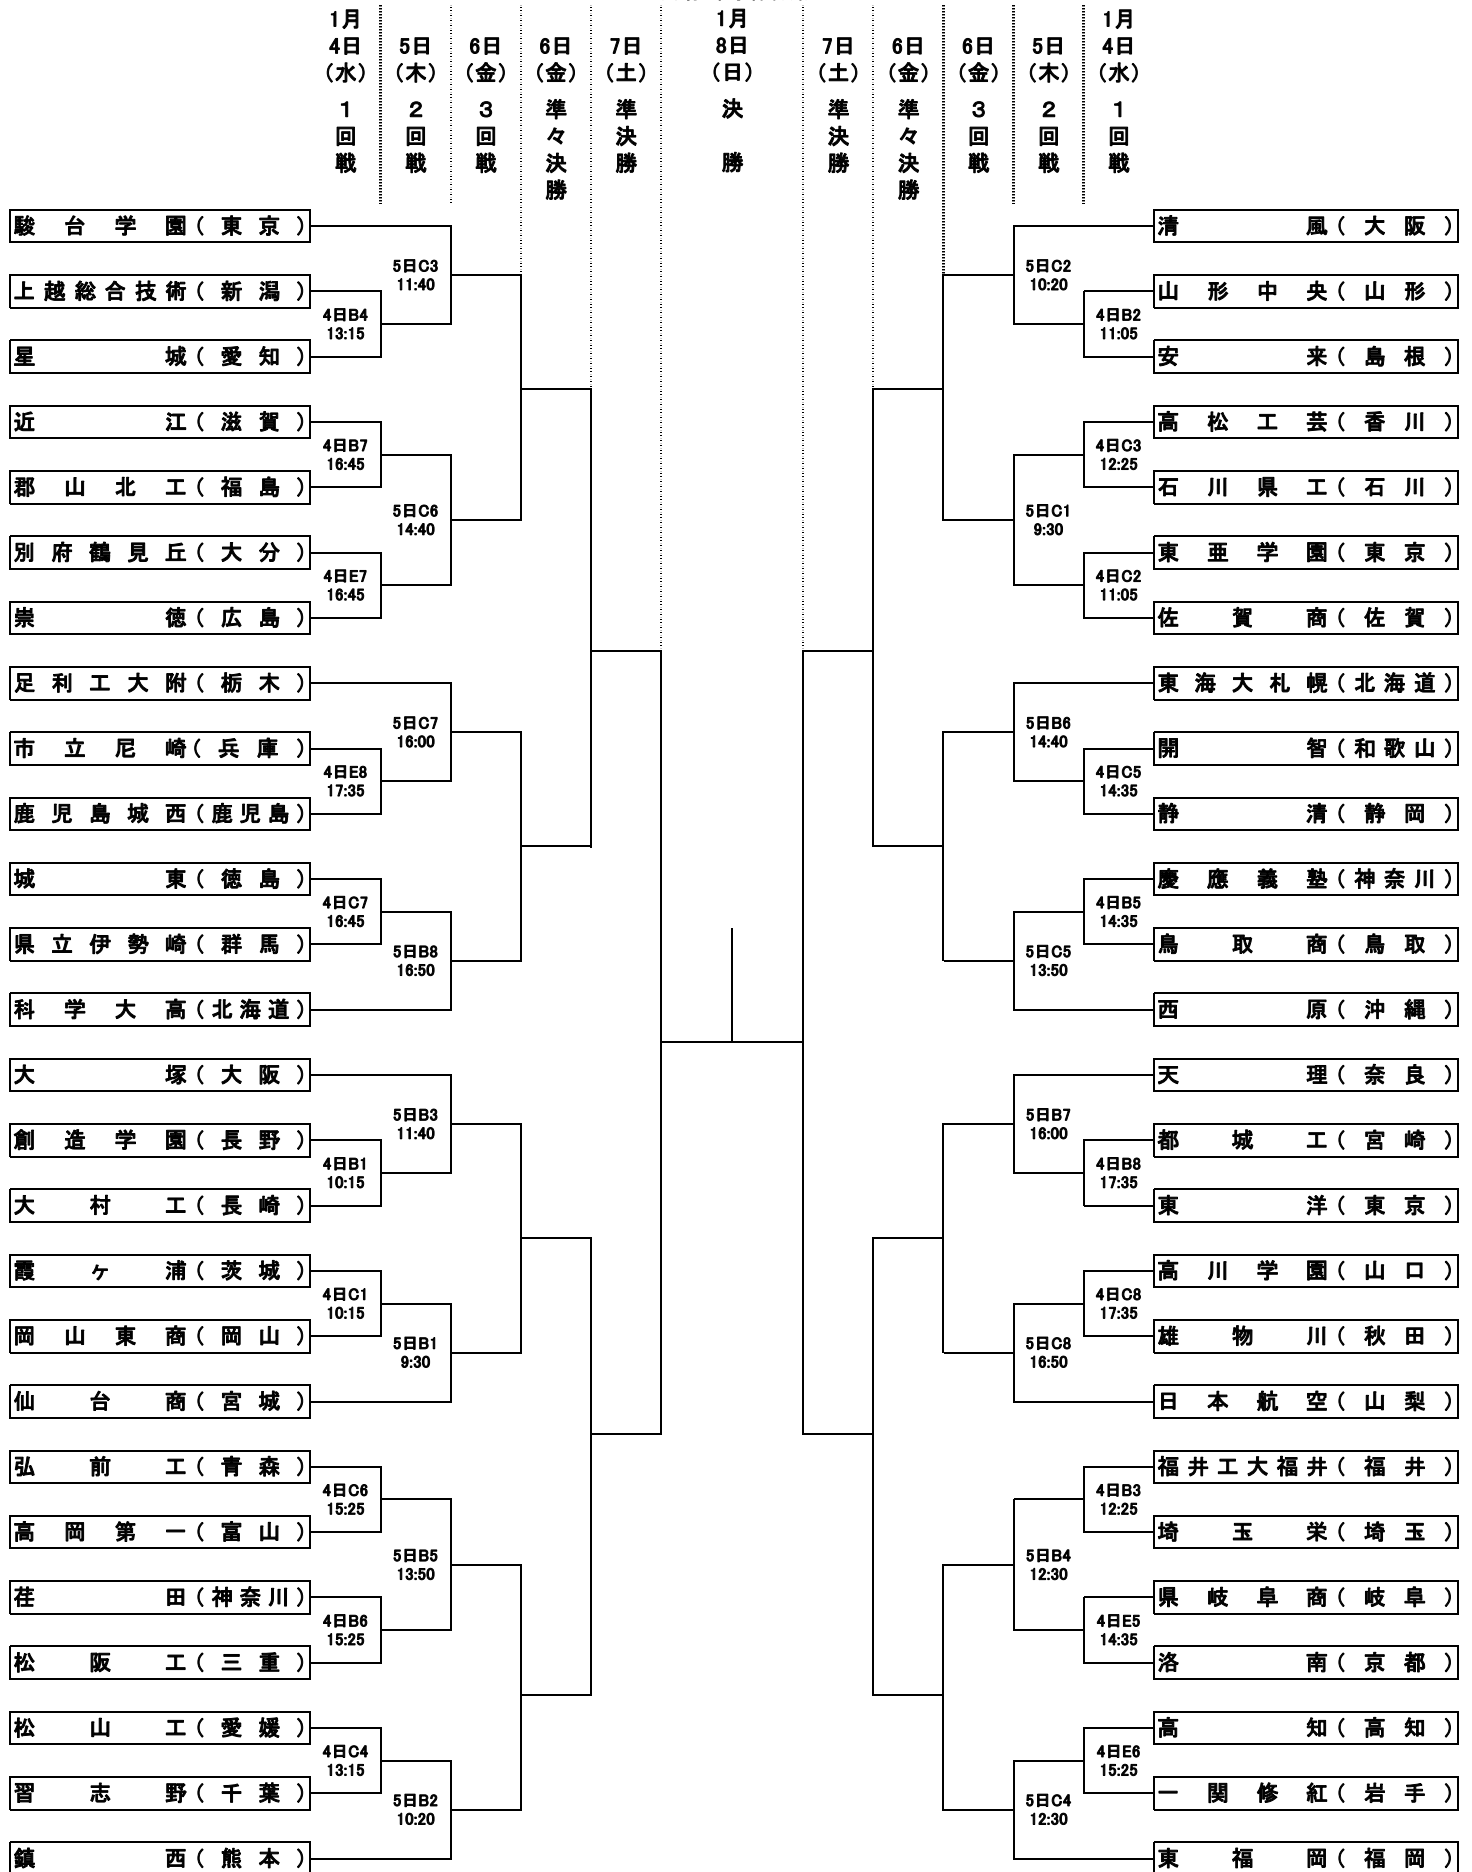 1月 4日 (水) 1回戦
5日 (木) 2回戦
6日 (金) 3回戦
6日 (金) 準々決勝
7日 (土) 準決勝
1月 8日 (日) 決勝
7日 (土) 準決勝
6日 (金) 準々決勝
6日 (金) 3回戦
5日 (木) 2回戦
1月 4日 (水) 1回戦
駿台学園(東京)
5日C3
11:40
上越総合技術(新潟)
4日B4
13:15
星城(愛知)
近江(滋賀)
4日B7
16:45
郡山北工(福島)
5日C6
14:40
別府鶴見丘(大分)
4日E7
16:45
崇徳(広島)
足利工大附(栃木)
5日C7
16:00
市立尼崎(兵庫)
4日E8
17:35
鹿児島城西(鹿児島)
城東(徳島)
4日C7
16:45
県立伊勢崎(群馬)
5日B8
16:50
科学大高(北海道)
大塚(大阪)
5日B3
11:40
創造学園(長野)
4日B1
10:15
大村工(長崎)
霞ヶ浦(茨城)
4日C1
10:15
岡山東商(岡山)
5日B1
9:30
仙台商(宮城)
弘前工(青森)
4日C6
15:25
高岡第一(富山)
5日B5
13:50
荏田(神奈川)
4日B6
15:25
松阪工(三重)
松山工(愛媛)
4日C4
13:15
習志野(千葉)
5日B2
10:20
鎮西(熊本)
清風(大阪)
5日C2
10:20
山形中央(山形)
4日B2
11:05
安来(島根)
高松工芸(香川)
4日C3
12:25
石川県工(石川)
5日C1
9:30
東亜学園(東京)
4日C2
11:05
佐賀商(佐賀)
東海大札幌(北海道)
5日B6
14:40
開智(和歌山)
4日C5
14:35
静清(静岡)
慶應義塾(神奈川)
4日B5
14:35
鳥取商(鳥取)
5日C5
13:50
西原(沖縄)
天理(奈良)
5日B7
16:00
都城工(宮崎)
4日B8
17:35
東洋(東京)
高川学園(山口)
4日C8
17:35
雄物川(秋田)
5日C8
16:50
日本航空(山梨)
福井工大福井(福井)
4日B3
12:25
埼玉栄(埼玉)
5日B4
12:30
県岐阜商(岐阜)
4日E5
14:35
洛南(京都)
高知(高知)
4日E6
15:25
一関修紅(岩手)
5日C4
12:30
東福岡(福岡)